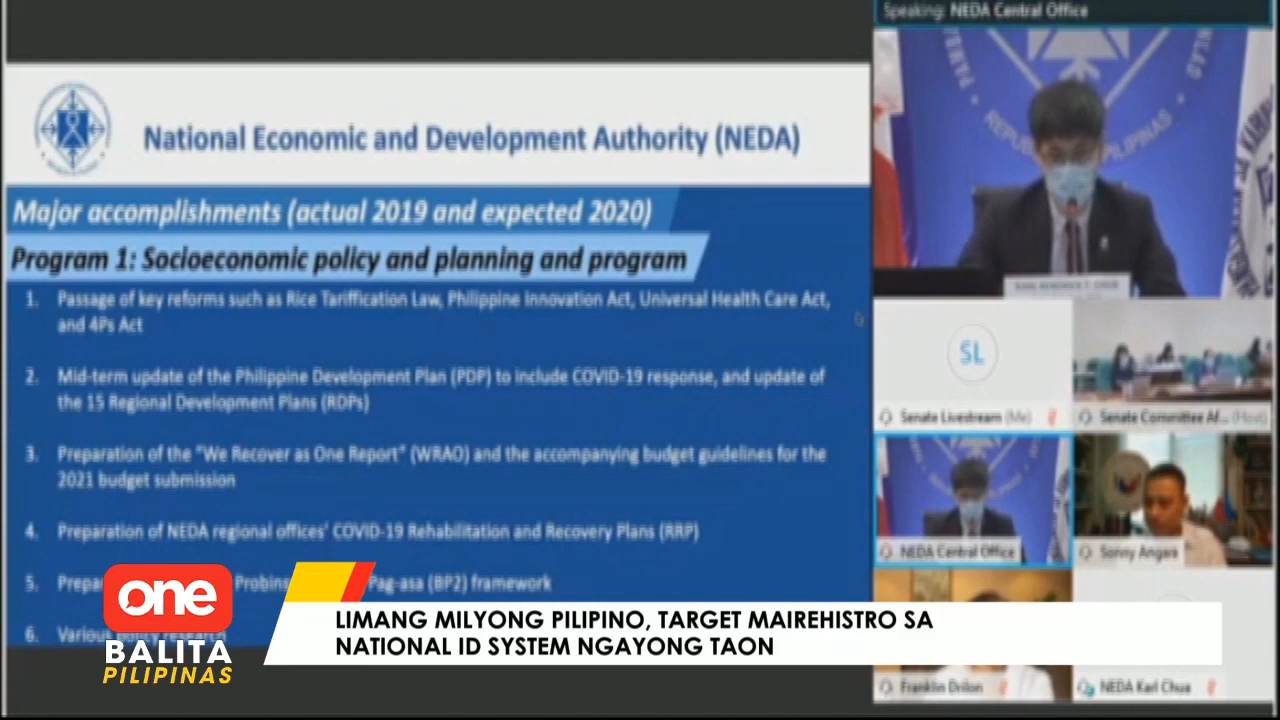 Speaking: NEDA Central Office
National Economic and Development Authority (NEDA)
Major accomplishments (actual 2019 and expected 2020)
Program 1: Socioeconomic policy and planning and program
1. Passage of key reforms such as Rice Tariffication Law, Philippine Innovation Act, Universal Health Care Act,
and 4Ps Act
2. Mid-term update of the Philippine Development Plan (PDP) to include COVID-19 response, and update of
the 15 Regional Development Plans (RDPs)
3. Preparation of the “We Recover as One Report” (WRAO) and the accompanying budget guidelines for the
2021 budget submission
4. Preparation of NEDA regional offices’ COVID-19 Rehabilitation and Recovery Plans (RRP)
5. Prepa Probins Pag-asa (BP2) framework
6. Various policy research
REPUB PILIPINAS
SL
Senate Livestream (Me)
Senate Committee Af... (Host)
NEDA Central Office
Sonny Angara
Franklin Drilon
NEDA Karl Chua
one
BALITA
PILIPINAS
LIMANG MILYONG PILIPINO, TARGET MAIREHISTRO SA
NATIONAL ID SYSTEM NGAYONG TAON